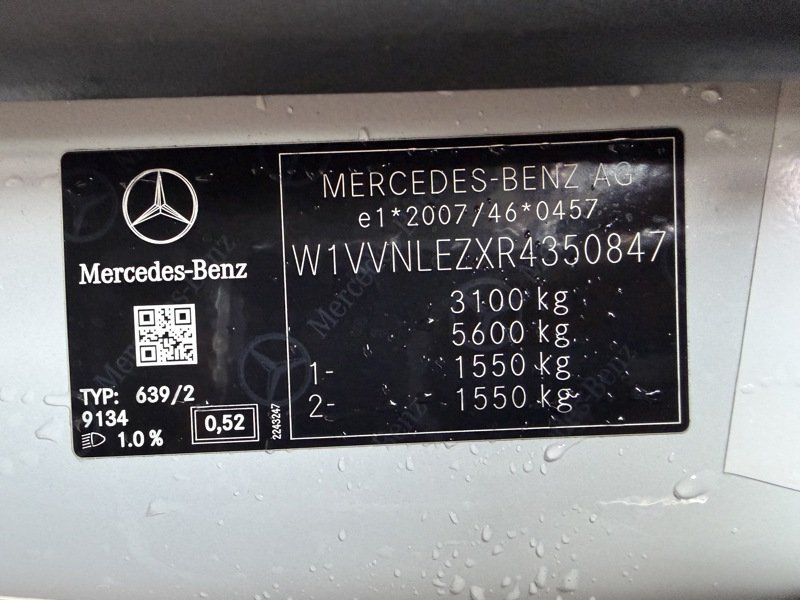 MERCEDES-BENZ AG
e1*2007/46*0457
W1VVNLEZXR4350847
3100 kg
5600 kg
1- 1550 kg
2- 1550 kg
Mercedes-Benz
TYP: 639/2
9134
1.0 %
0,52
2243247